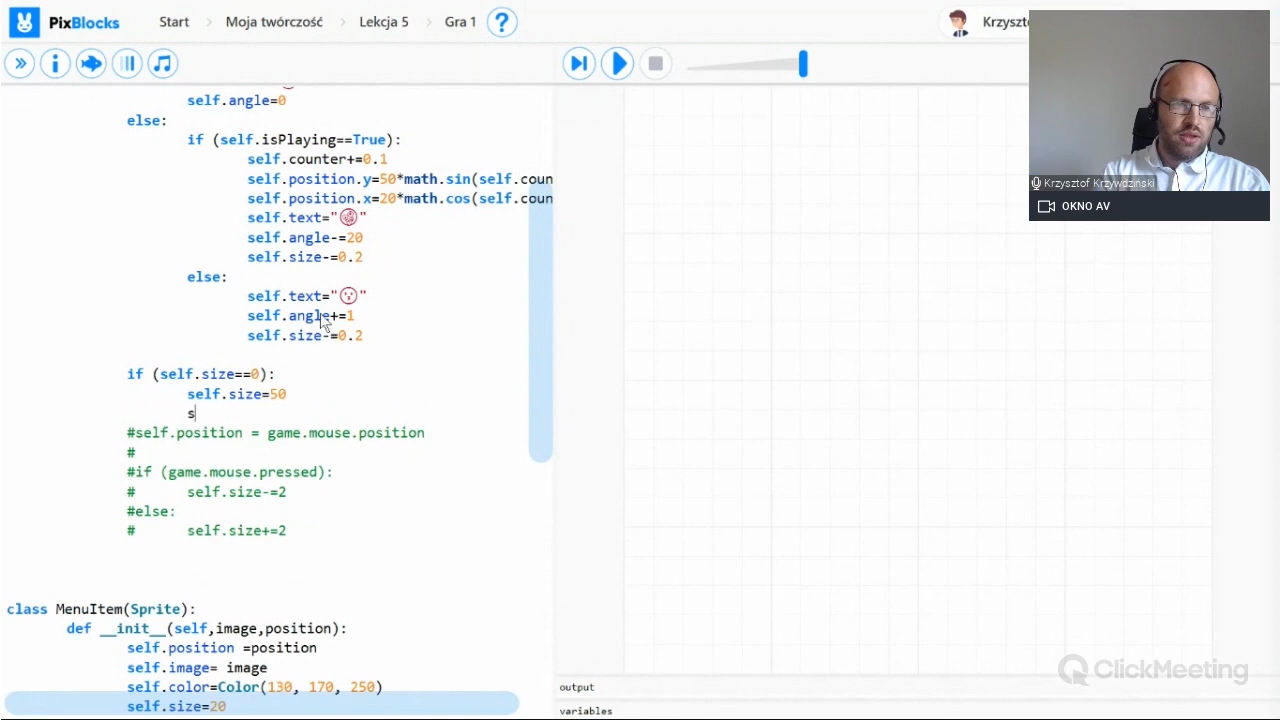 PixBlocks Start Moja twórczość Lekcja 5 Gra 1 ?
self.angle=0
else:
if (self.isPlaying==True):
self.counter+=0.1
self.position.y=50*math.sin(self.coun
self.position.x=20*math.cos(self.coun
self.text=""
self.angle-=20
self.size-=0.2
else:
self.text="😗"
self.angle+=1
self.size-=0.2
if (self.size==0):
self.size=50
s
#self.position = game.mouse.position
#
#if (game.mouse.pressed):
# self.size-=2
#else:
# self.size+=2
class MenuItem(Sprite):
def __init__(self,image,position):
self.position =position
self.image= image
self.color=Color(130, 170, 250)
self.size=20
output
variables
Krzysztof Krzywdziński
OKNO AV
ClickMeeting